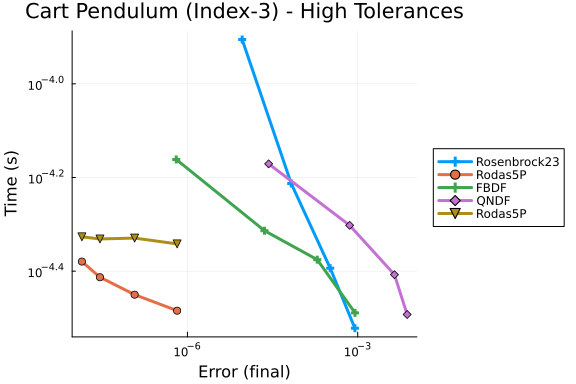 Cart Pendulum (Index-3) - High Tolerances
Time (s)
10^-4.0
10^-4.2
10^-4.4
10^-6
10^-3
Error (final)
Rosenbrock23
Rodas5P
FBDF
QNDF
Rodas5P